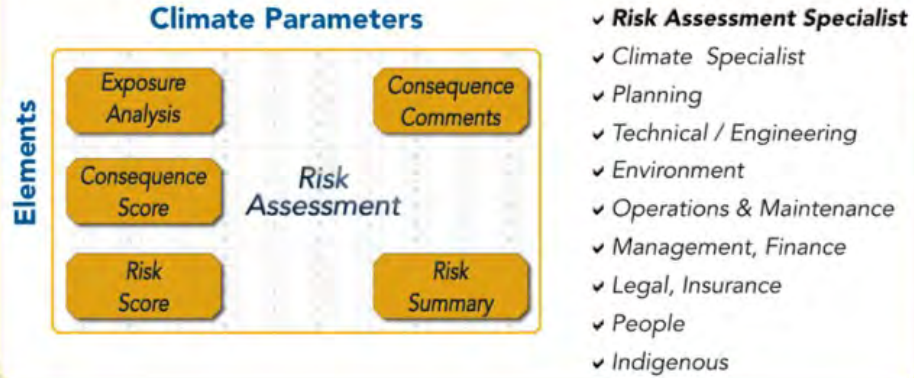 Climate Parameters
Elements
Exposure
Analysis
Consequence
Comments
Consequence
Score
Risk
Assessment
Risk
Score
Risk
Summary
✓ Risk Assessment Specialist
✓ Climate Specialist
✓ Planning
✓ Technical / Engineering
✓ Environment
✓ Operations & Maintenance
✓ Management, Finance
✓ Legal, Insurance
✓ People
✓ Indigenous